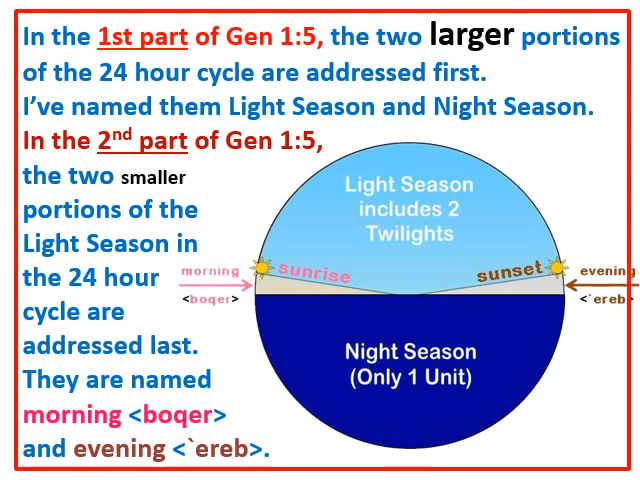 In the 1st part of Gen 1:5, the two larger portions
of the 24 hour cycle are addressed first.
I've named them Light Season and Night Season.
In the 2nd part of Gen 1:5,
the two smaller
portions of the
Light Season in
the 24 hour
cycle are
addressed last.
They are named
morning <boqer>
and evening <`ereb>.
Light Season
includes 2
Twilights
morning
<boqer>
sunrise
sunset
evening
<`ereb>
Night Season
(Only 1 Unit)